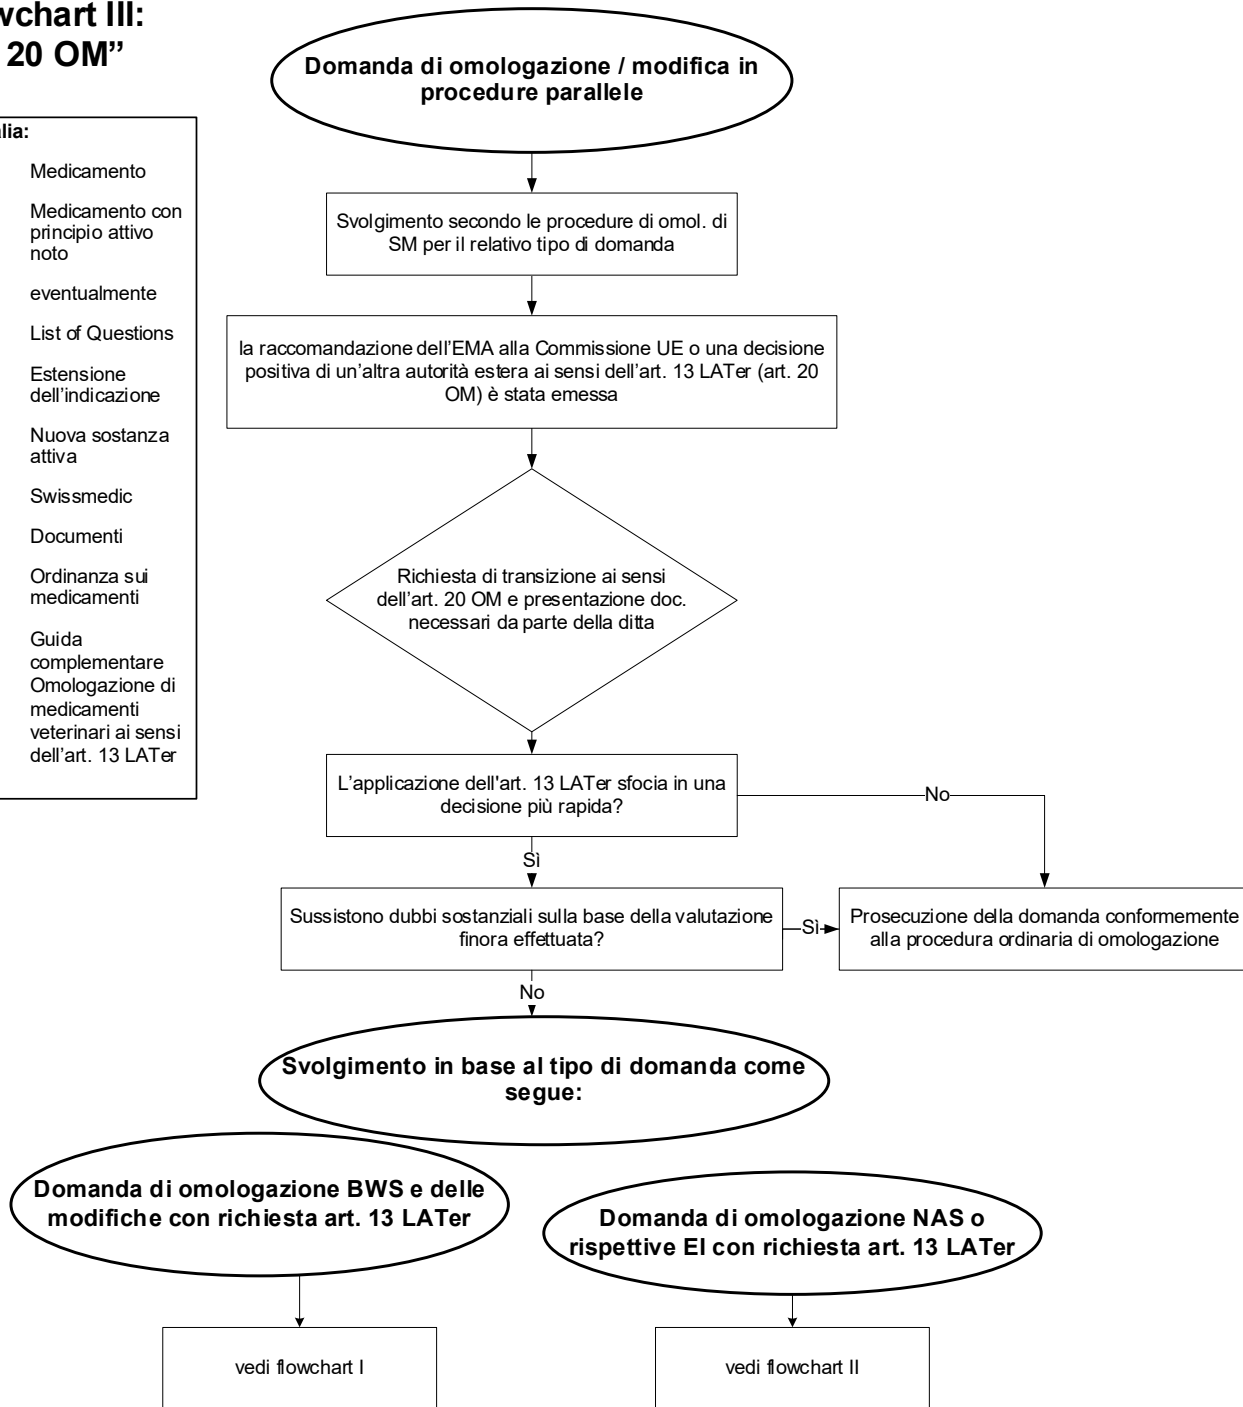 wchart III:
20 OM”
Domanda di omologazione / modifica in
procedure parallele
Medicamento
Medicamento con
principio attivo
noto
eventualmente
List of Questions
Estensione
dell’indicazione
Nuova sostanza
attiva
Swissmedic
Documenti
Ordinanza sui
medicamenti
Guida
complementare
Omologazione di
medicamenti
veterinari ai sensi
dell’art. 13 LATer
Svolgimento secondo le procedure di omol. di
SM per il relativo tipo di domanda
la raccomandazione dell’EMA alla Commissione UE o una decisione
positiva di un’altra autorità estera ai sensi dell’art. 13 LATer (art. 20
OM) è stata emessa
Richiesta di transizione ai sensi
dell’art. 20 OM e presentazione doc.
necessari da parte della ditta
L’applicazione dell'art. 13 LATer sfocia in una
decisione più rapida?
No
Sì
Sussistono dubbi sostanziali sulla base della valutazione
finora effettuata?
Sì
Prosecuzione della domanda conformemente
alla procedura ordinaria di omologazione
No
Svolgimento in base al tipo di domanda come
segue:
Domanda di omologazione BWS e delle
modifiche con richiesta art. 13 LATer
Domanda di omologazione NAS o
rispettive EI con richiesta art. 13 LATer
vedi flowchart I
vedi flowchart II